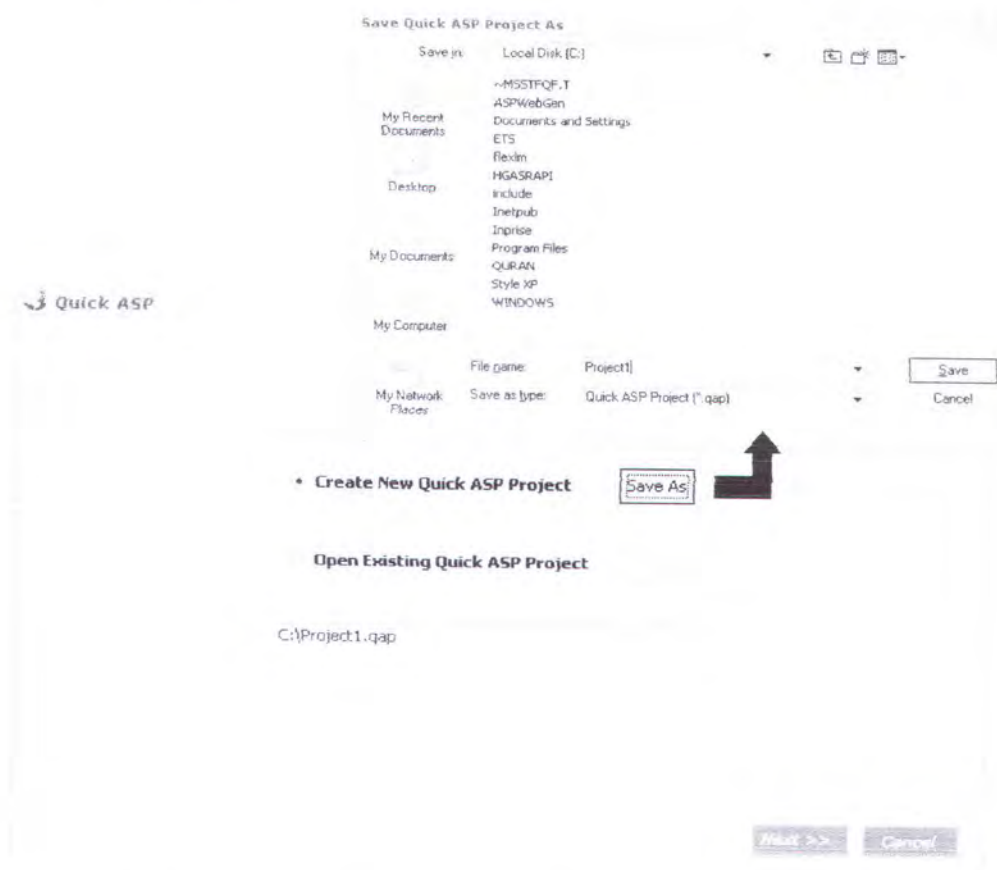 Save Quick ASP Project As
Save in: Local Disk (C:)
~MSSTFQF.T
ASPWebGen
My Recent Documents
Documents and Settings
ETS
flexlm
HGASRAPI
Desktop
include
Inetpub
Inprise
Program Files
My Documents
QURAN
Style XP
WINDOWS
Quick ASP
My Computer
File name: Project1 Save
My Network Places
Save as type: Quick ASP Project (*.qap) Cancel
Create New Quick ASP Project Save As
Open Existing Quick ASP Project
C:\Project1.qap
Next >> Cancel